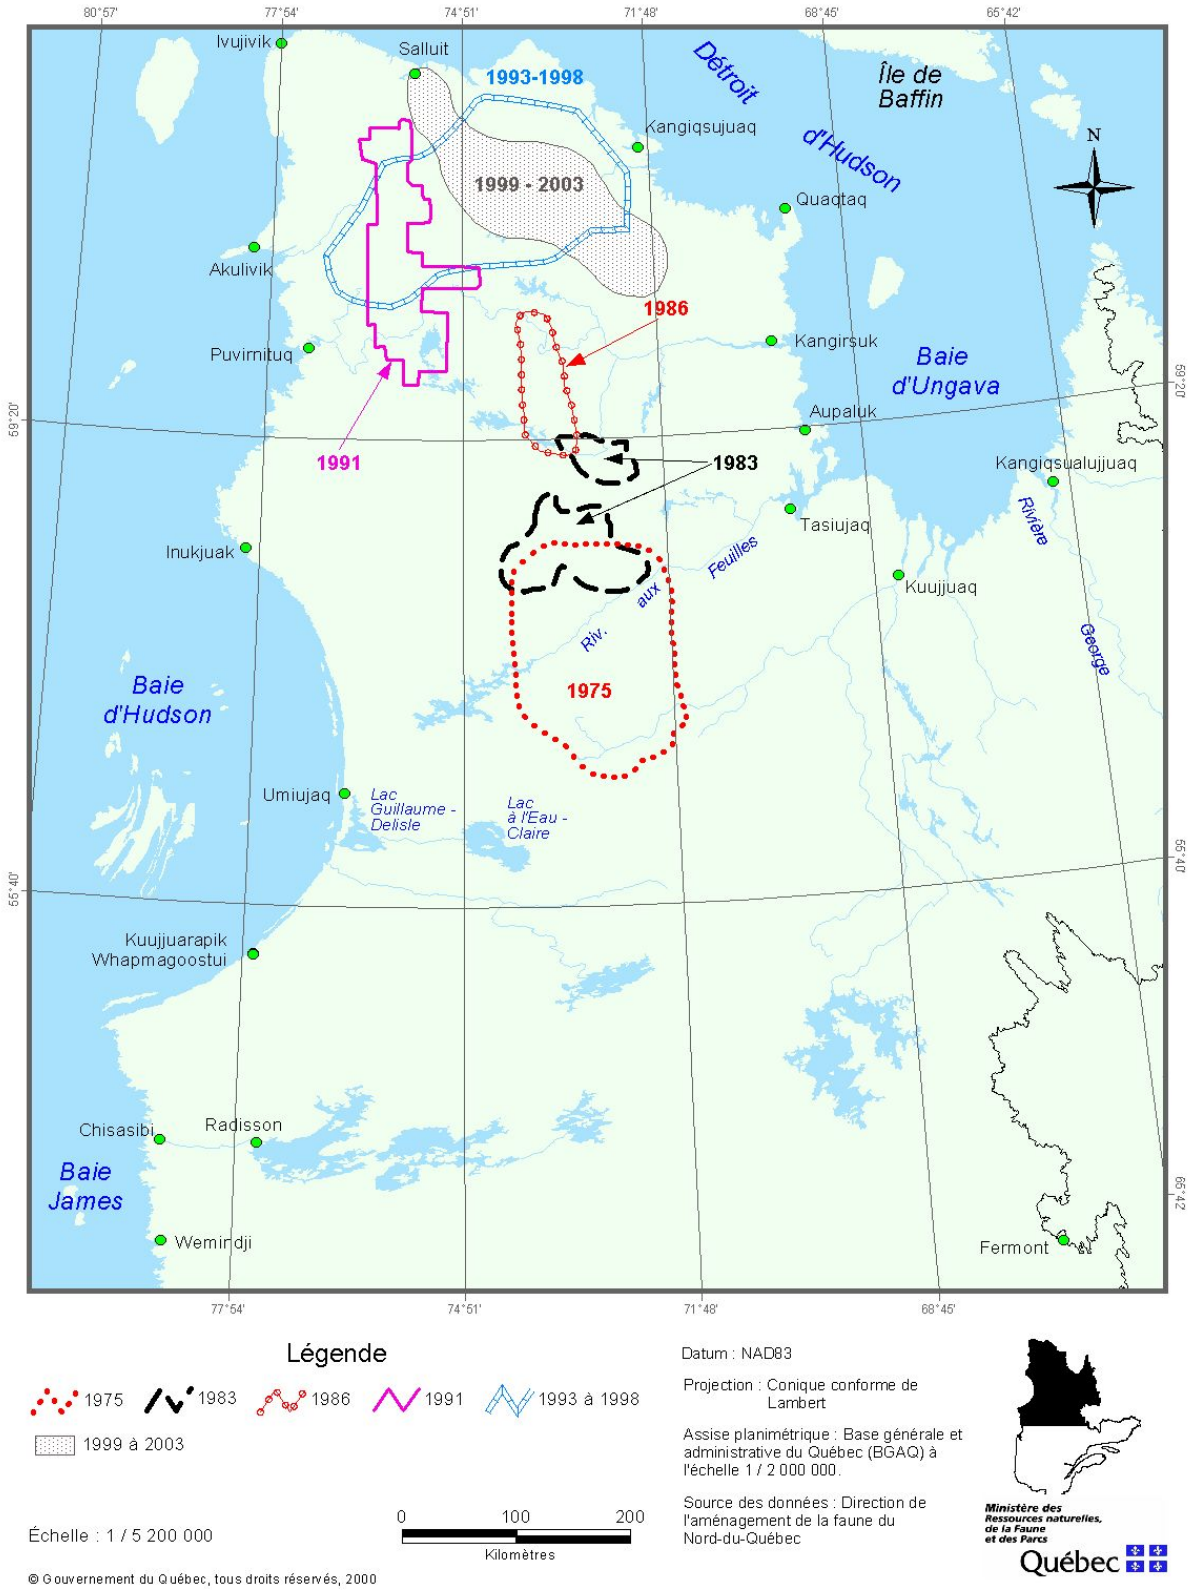 80°57'
77°54'
74°51'
71°48'
68°45'
65°42'
Ivujivik
Salluit
1993-1998
Détroit
d'Hudson
Île de
Baffin
N
Kangiqsujuaq
1999 - 2003
Quaqtaq
Akulivik
1986
Puvirnituq
Kangirsuk
Baie
d'Ungava
59°20'
59°20'
Aupaluk
1991
1983
Kangiqsualujjuaq
Rivière
George
Tasiujaq
Inukjuak
Feuilles
aux
Riv.
Kuujjuaq
1975
Baie
d'Hudson
Umiujaq
Lac
Guillaume -
Delisle
Lac
à l'Eau -
Claire
55°40'
55°40'
Kuujjuarapik
Whapmagoostui
Chisasibi
Radisson
Baie
James
Wemindji
Fermont
77°54'
74°51'
71°48'
68°45'
Légende
1975
1983
1986
1991
1993 à 1998
1999 à 2003
Datum : NAD83
Projection : Conique conforme de
Lambert
Assise planimétrique : Base générale et
administrative du Québec (BGAQ) à
l'échelle 1 / 2 000 000.
Source des données : Direction de
l'aménagement de la faune du
Nord-du-Québec
Échelle : 1 / 5 200 000
0 100 200
Kilomètres
Ministère des
Ressources naturelles,
de la Faune
et des Parcs
Québec
© Gouvernement du Québec, tous droits réservés, 2000